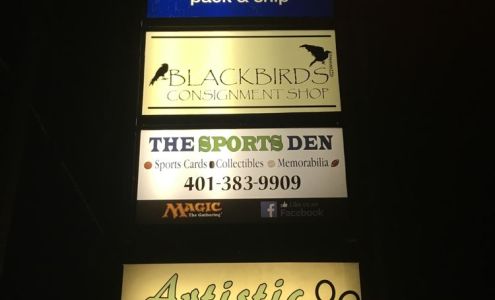 pack & ship
BLACKBIRDS
CONSIGNMENT SHOP
THE SPORTS DEN
Sports Cards Collectibles Memorabilia
401-383-9909
MAGIC
The Gathering
Like us on
Facebook
Artistic